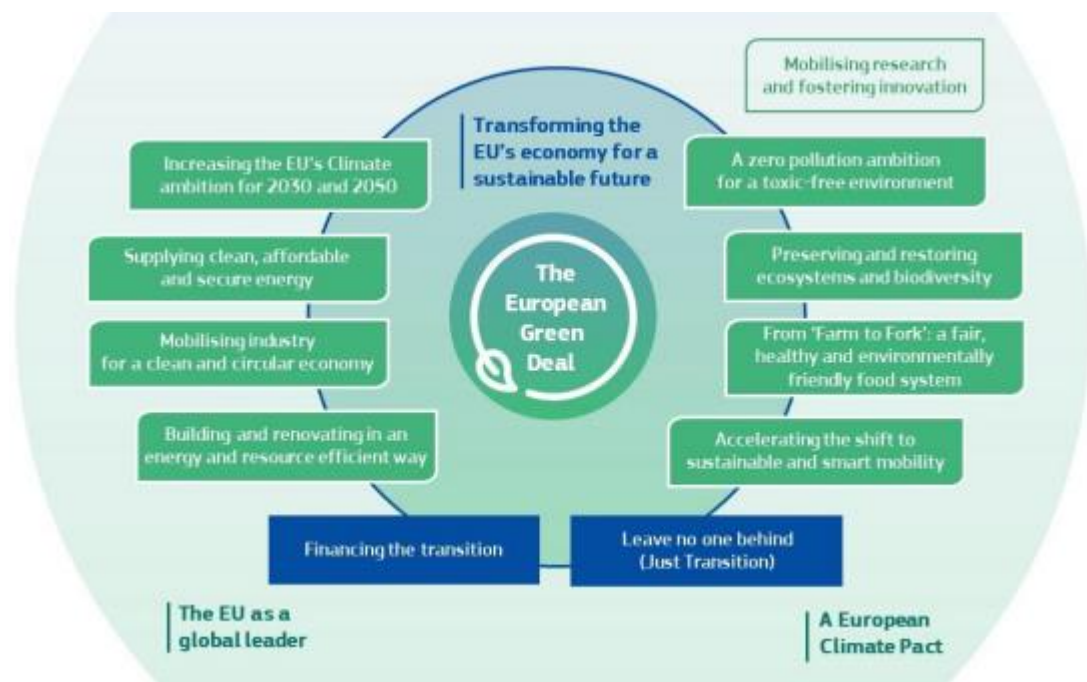 Mobilising research
and fostering innovation
Transforming the
EU's economy for a
sustainable future
Increasing the EU's Climate
ambition for 2030 and 2050
A zero pollution ambition
for a toxic-free environment
Supplying clean, affordable
and secure energy
Preserving and restoring
ecosystems and biodiversity
The
European
Green
Deal
Mobilising industry
for a clean and circular economy
From 'Farm to Fork': a fair,
healthy and environmentally
friendly food system
Building and renovating in an
energy and resource efficient way
Accelerating the shift to
sustainable and smart mobility
Financing the transition
Leave no one behind
(Just Transition)
The EU as a
global leader
A European
Climate Pact